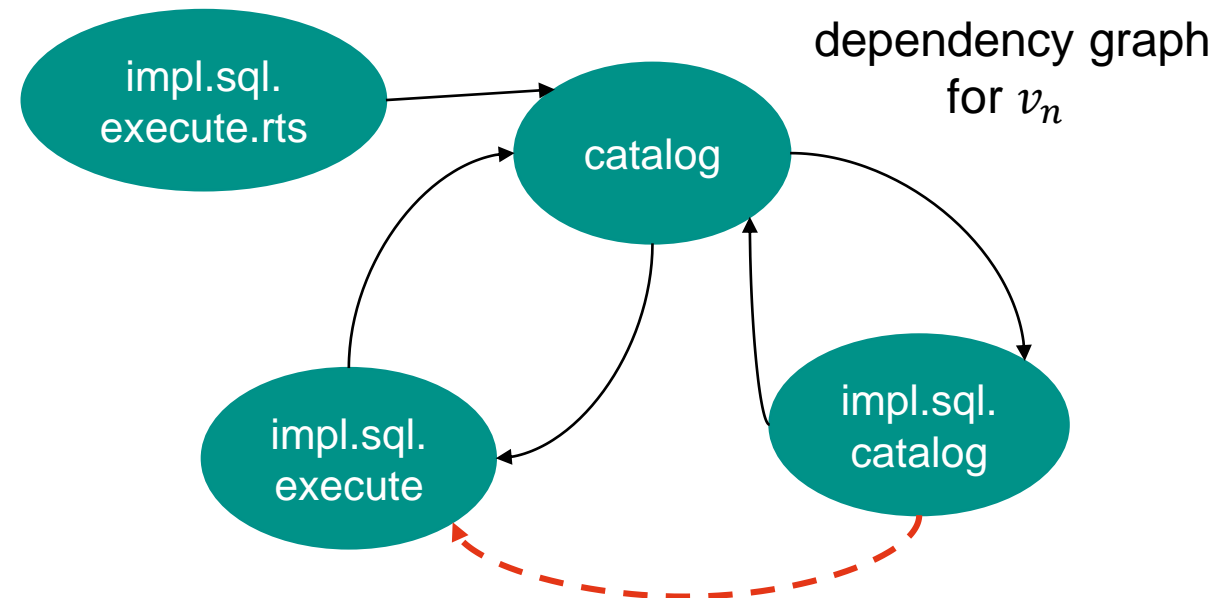 dependency graph
for 𝑣𝑛
impl.sql.
execute.rts
catalog
impl.sql.
execute
impl.sql.
catalog